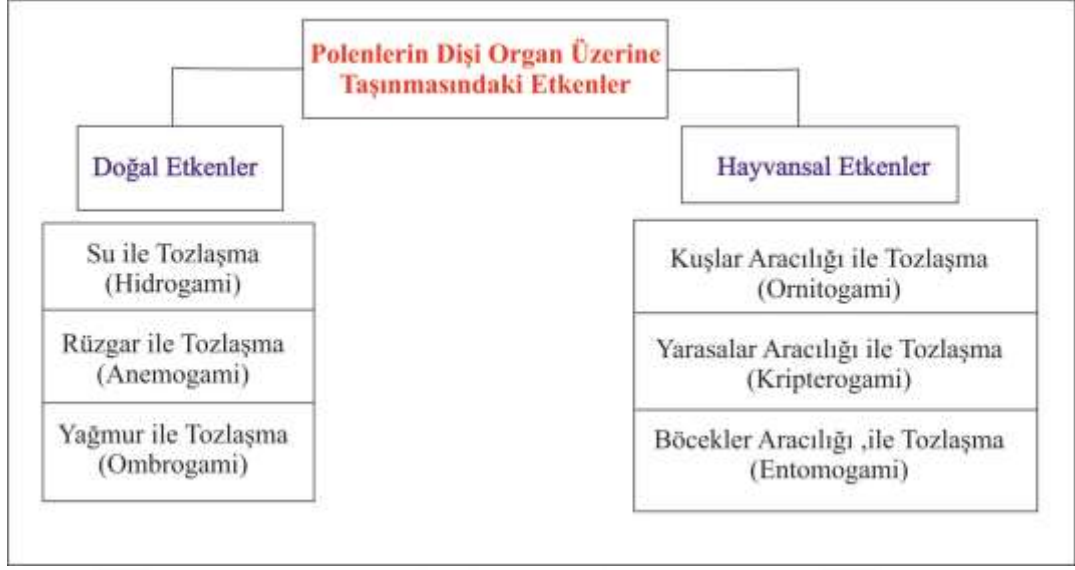 Polenlerin Dişi Organ Üzerine
Taşınmasındaki Etkenler
Doğal Etkenler
Su ile Tozlaşma
(Hidrogami)
Rüzgar ile Tozlaşma
(Anemogami)
Yağmur ile Tozlaşma
(Ombrogami)
Hayvansal Etkenler
Kuşlar Aracılığı ile Tozlaşma
(Ornitogami)
Yarasalar Aracılığı ile Tozlaşma
(Kripterogami)
Böcekler Aracılığı ,ile Tozlaşma
(Entomogami)